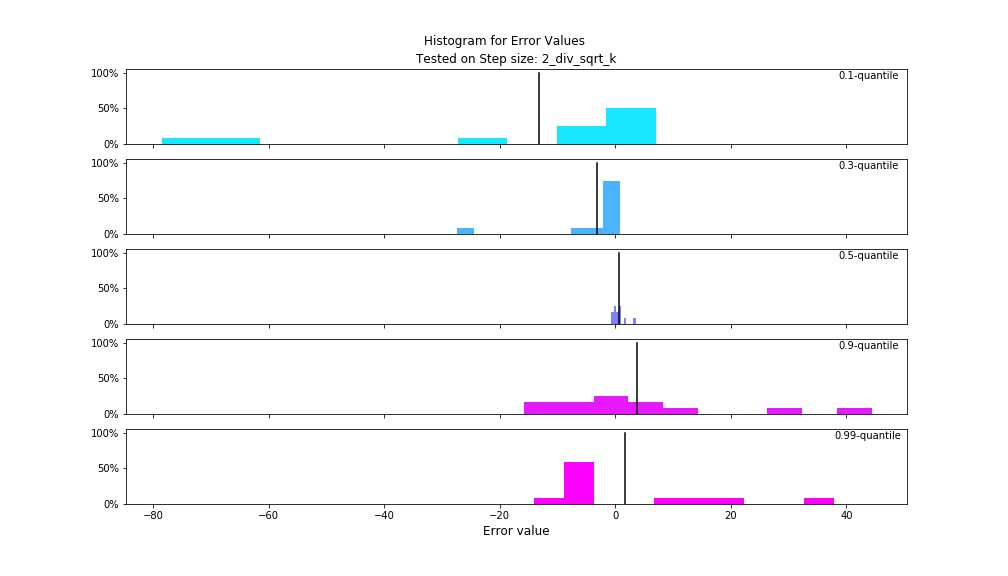 Histogram for Error Values
Tested on Step size: 2_div_sqrt_k
100%
50%
0%
0.1-quantile
100%
50%
0%
0.3-quantile
100%
50%
0%
0.5-quantile
100%
50%
0%
0.9-quantile
100%
50%
0%
0.99-quantile
−80 −60 −40 −20 0 20 40
Error value